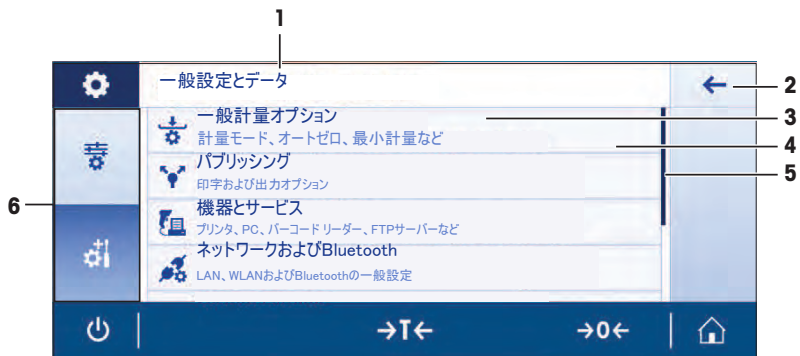 1
一般設定とデータ
2
一般計量オプション
3
計量モード、オートゼロ、最小計量など
4
パブリッシング
5
印字および出力オプション
機器とサービス
6
プリンタ、PC、バーコードリーダー、FTPサーバーなど
ネットワークおよびBluetooth
LAN、WLANおよびBluetoothの一般設定
→T← →0←